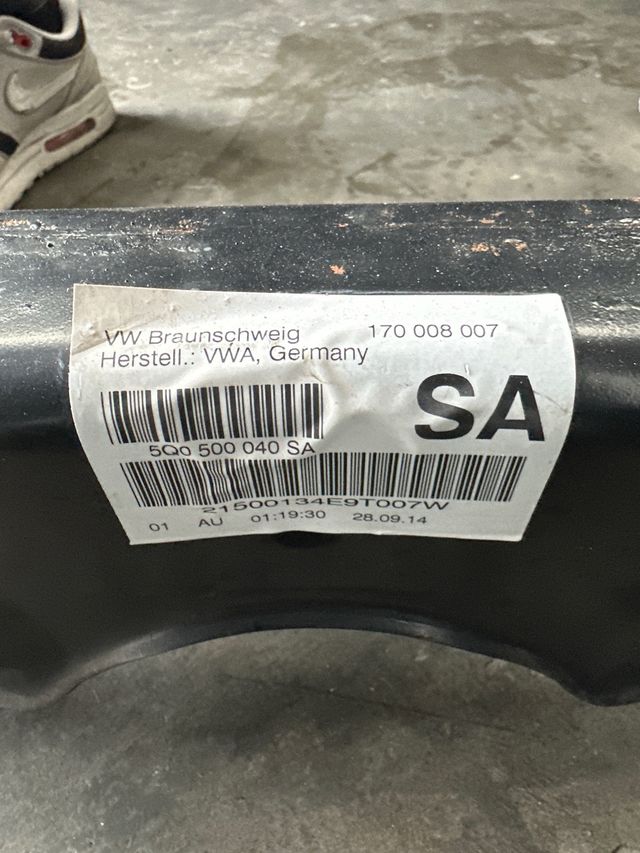 VW Braunschweig 170 008 007
Herstell.: VWA, Germany
SA
5Q0 500 040 SA
21500134E9T007W
01 AU 01:19:30 28.09.14